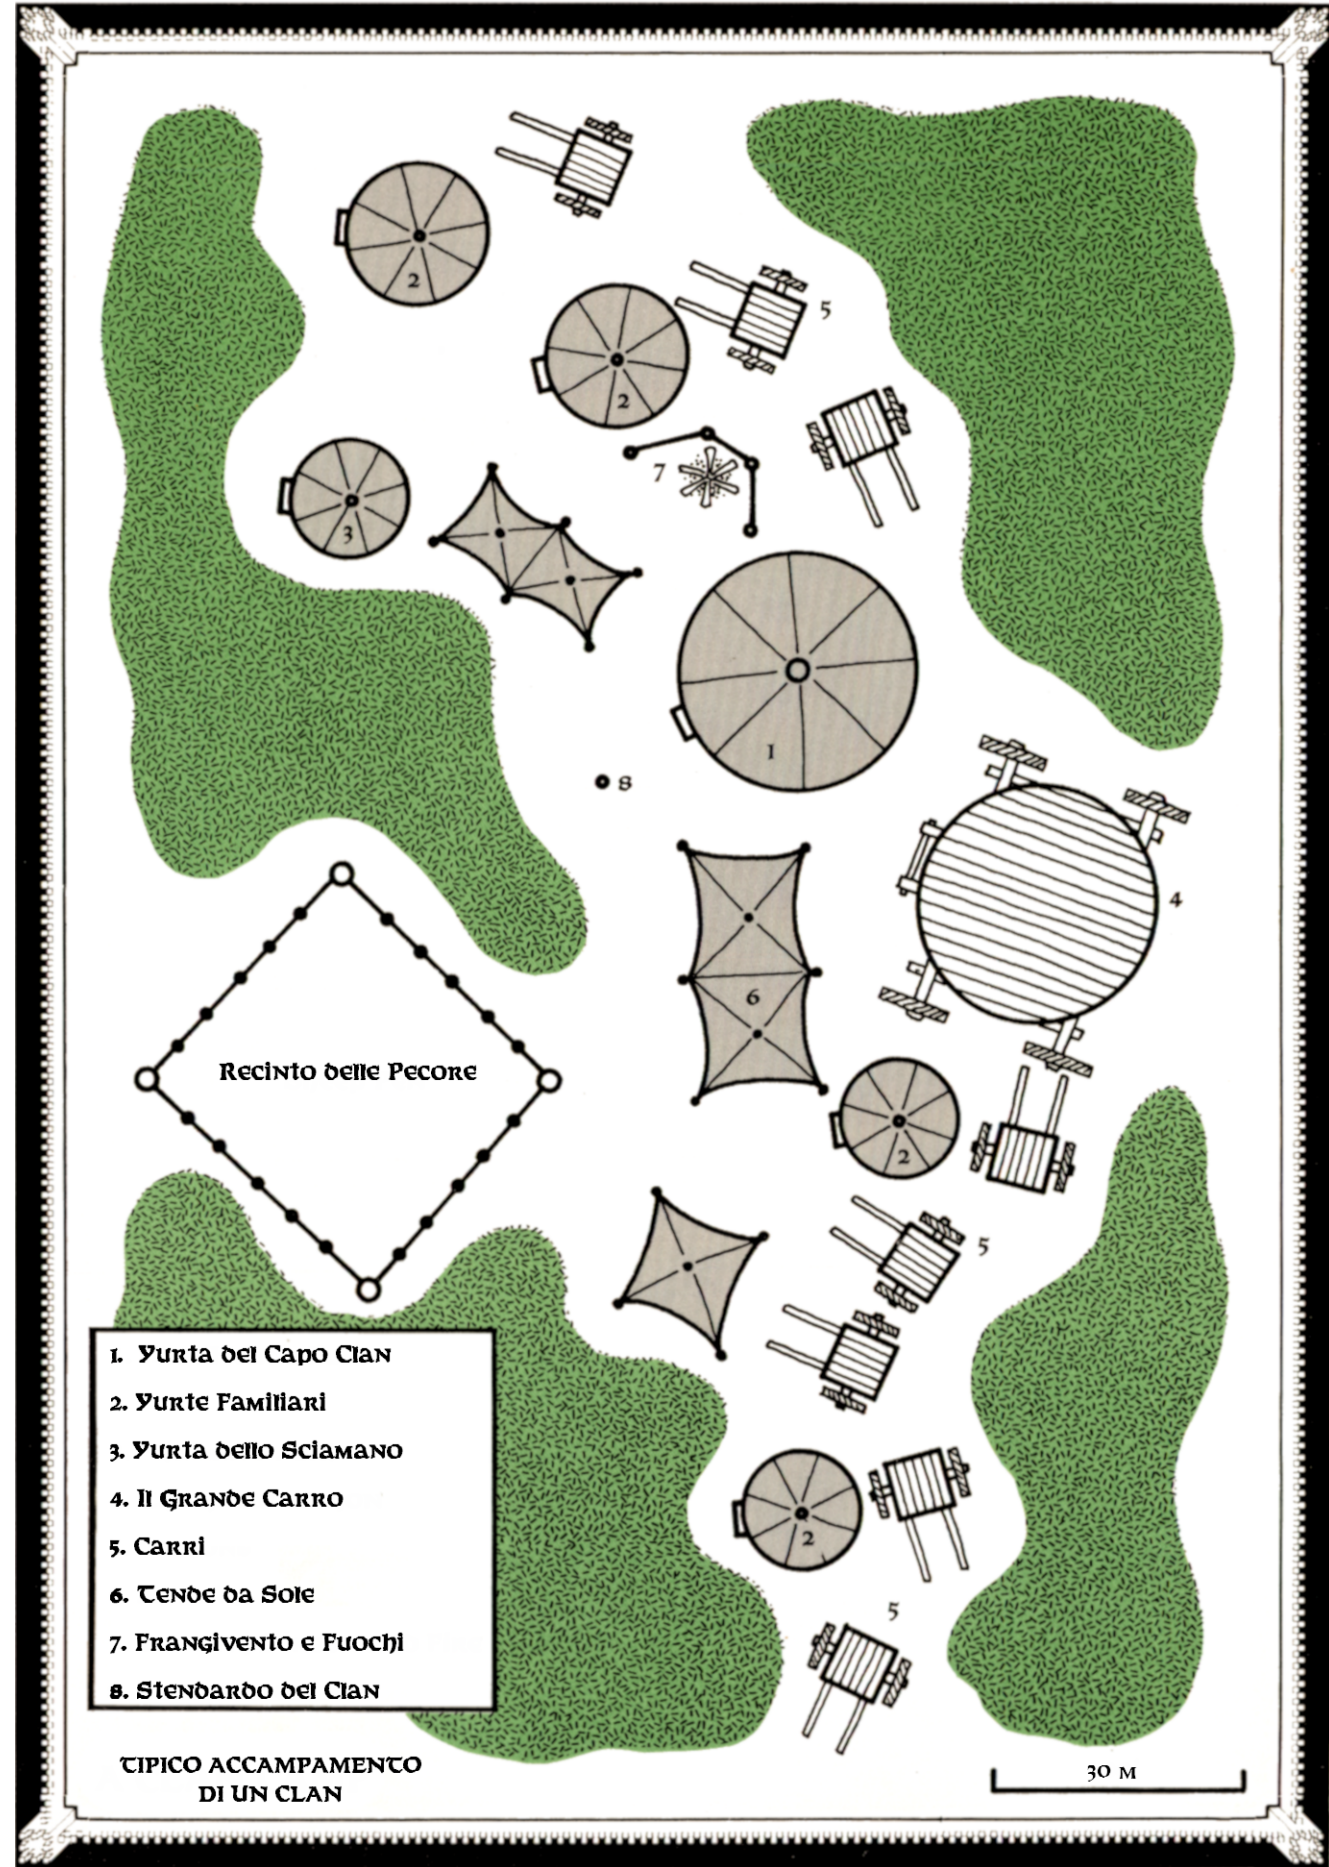 2
5
2
7
3
1
8
4
6
Recinto delle Pecore
2
5
1. Yurta del Capo Clan
2. Yurte Familiari
3. Yurta dello Sciamano
4. Il Grande Carro
5. Carri
6. Tende da Sole
7. Frangivento e Fuochi
8. Stendardo del Clan
2
5
TIPICO ACCAMPAMENTO
DI UN CLAN
30 M